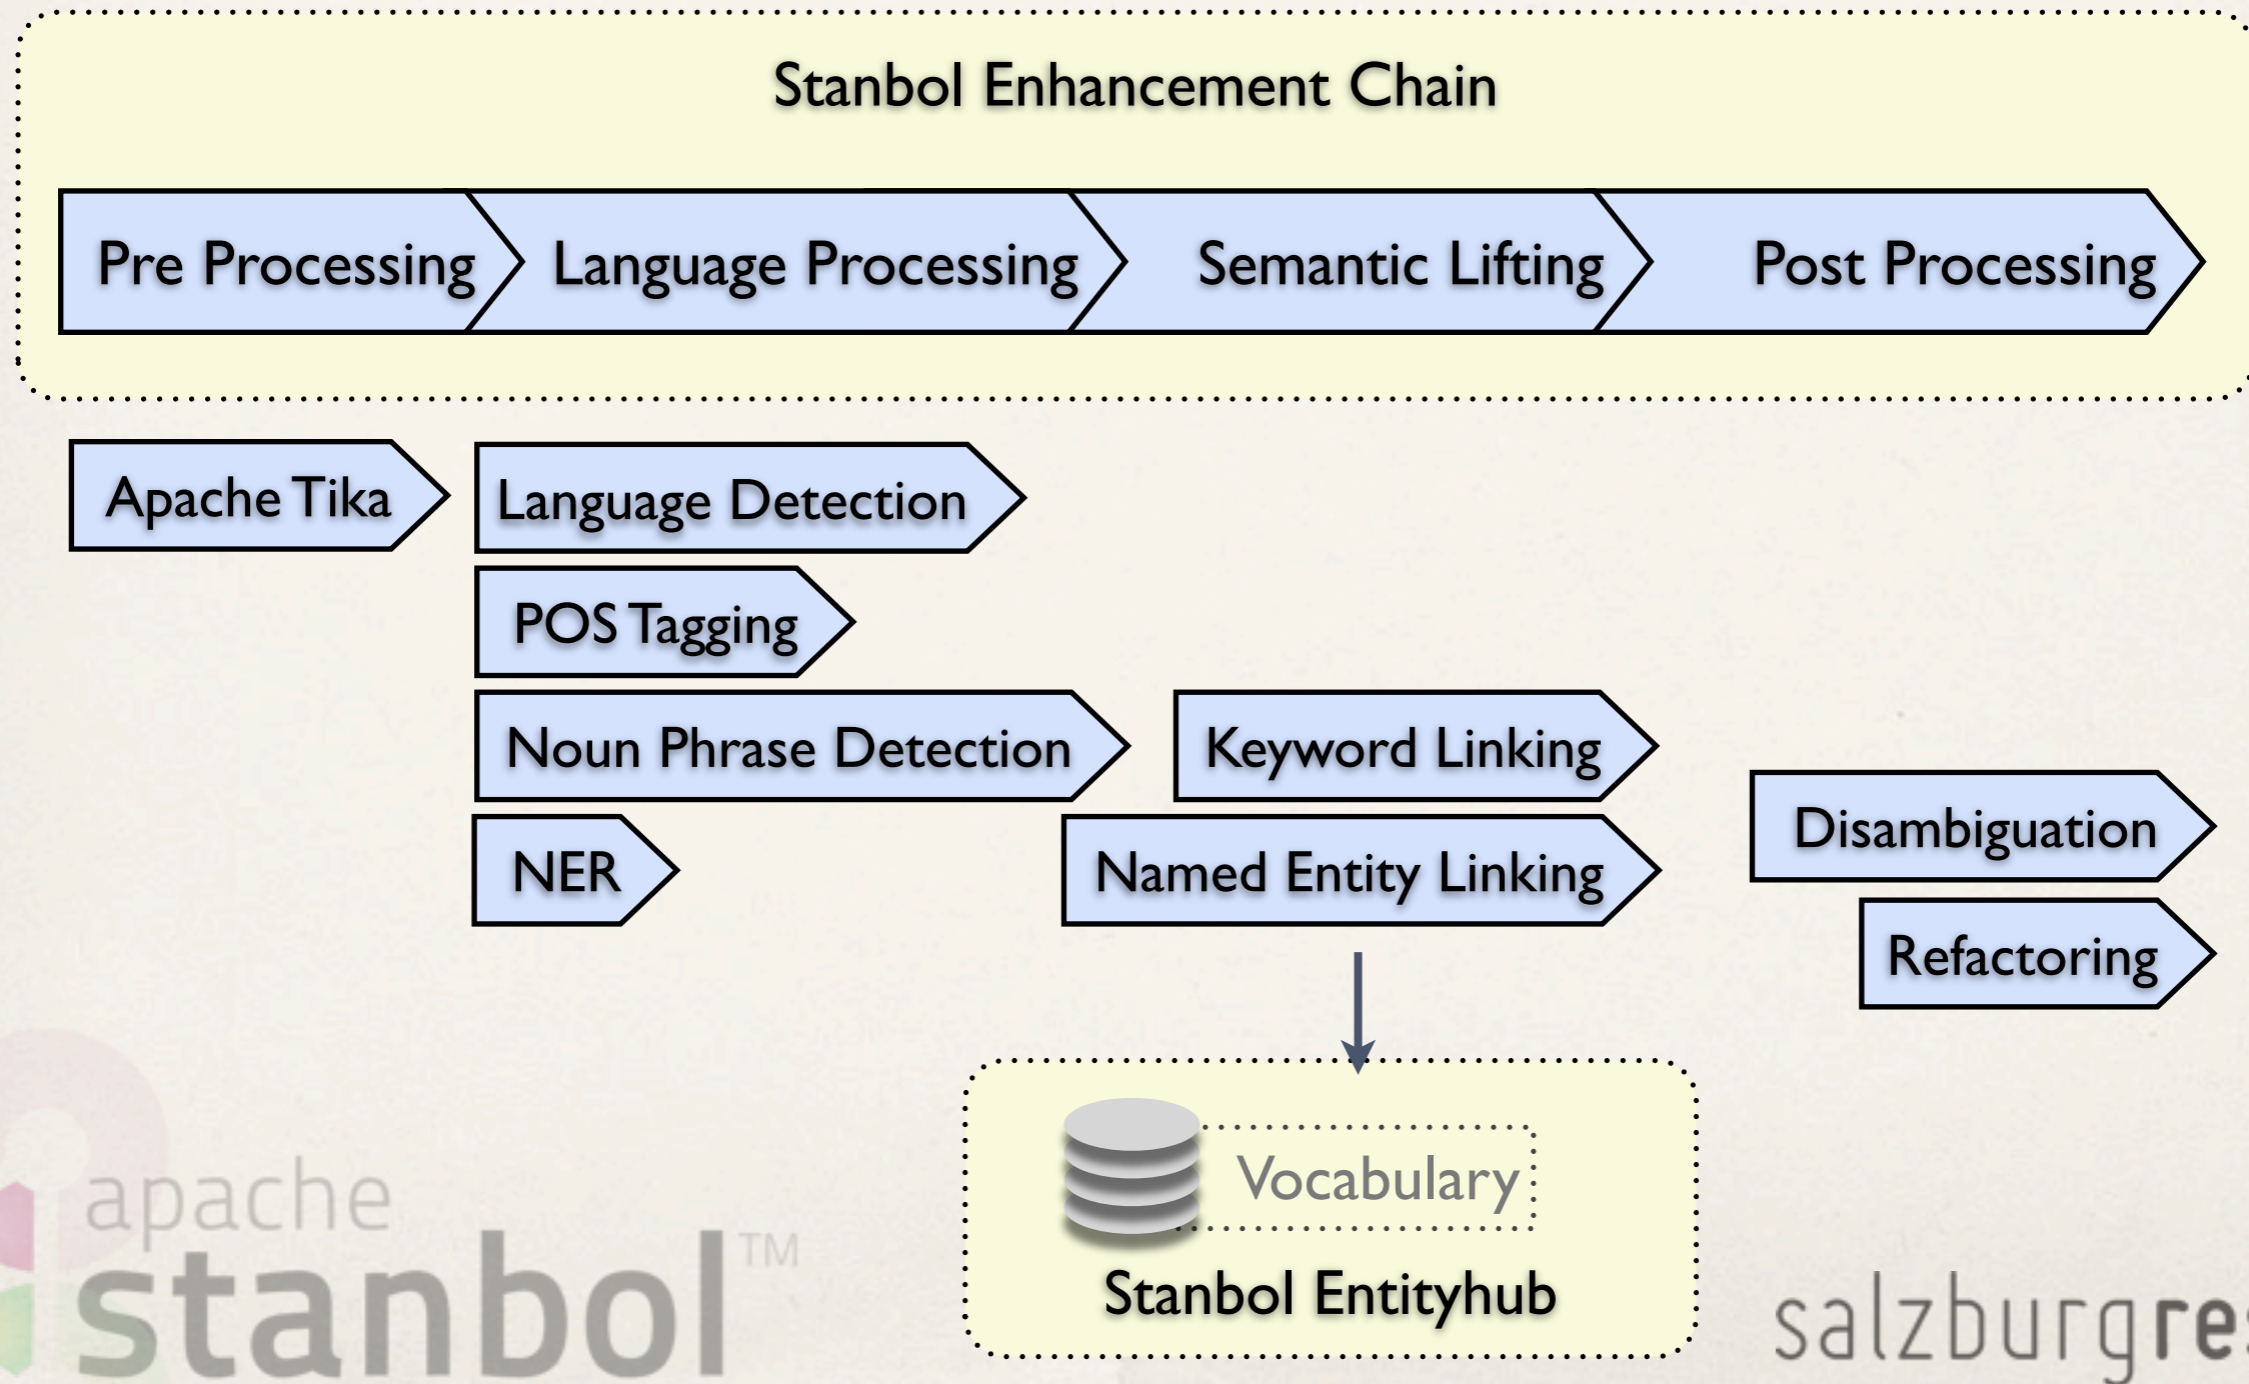 Stanbol Enhancement Chain
Pre Processing
Language Processing
Semantic Lifting
Post Processing
Apache Tika
Language Detection
POS Tagging
Noun Phrase Detection
Keyword Linking
NER
Named Entity Linking
Disambiguation
Refactoring
Vocabulary
Stanbol Entityhub
apache
stanbol™
salzburg